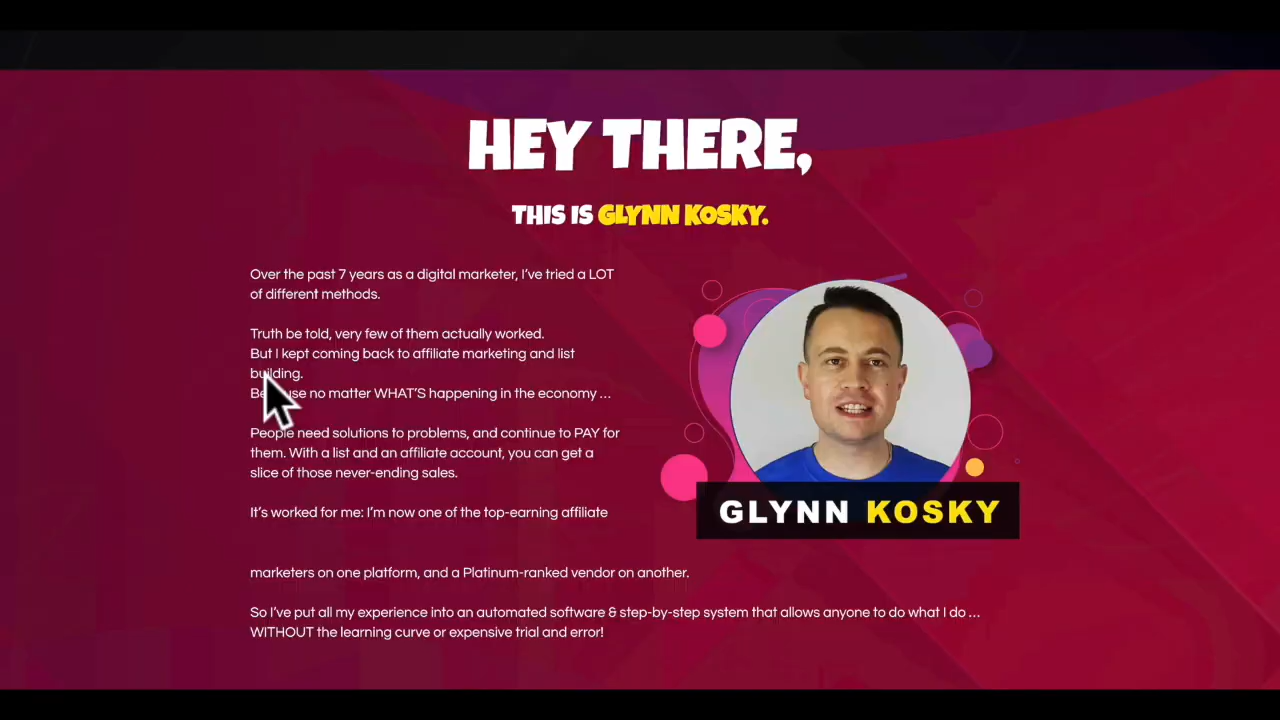 HEY THERE,
THIS IS GLYNN KOSKY.
Over the past 7 years as a digital marketer, I've tried a LOT
of different methods.
Truth be told, very few of them actually worked.
But I kept coming back to affiliate marketing and list
building.
Because no matter WHAT'S happening in the economy ...
People need solutions to problems, and continue to PAY for
them. With a list and an affiliate account, you can get a
slice of those never-ending sales.
It's worked for me: I'm now one of the top-earning affiliate
GLYNN KOSKY
marketers on one platform, and a Platinum-ranked vendor on another.
So I've put all my experience into an automated software & step-by-step system that allows anyone to do what I do ...
WITHOUT the learning curve or expensive trial and error!